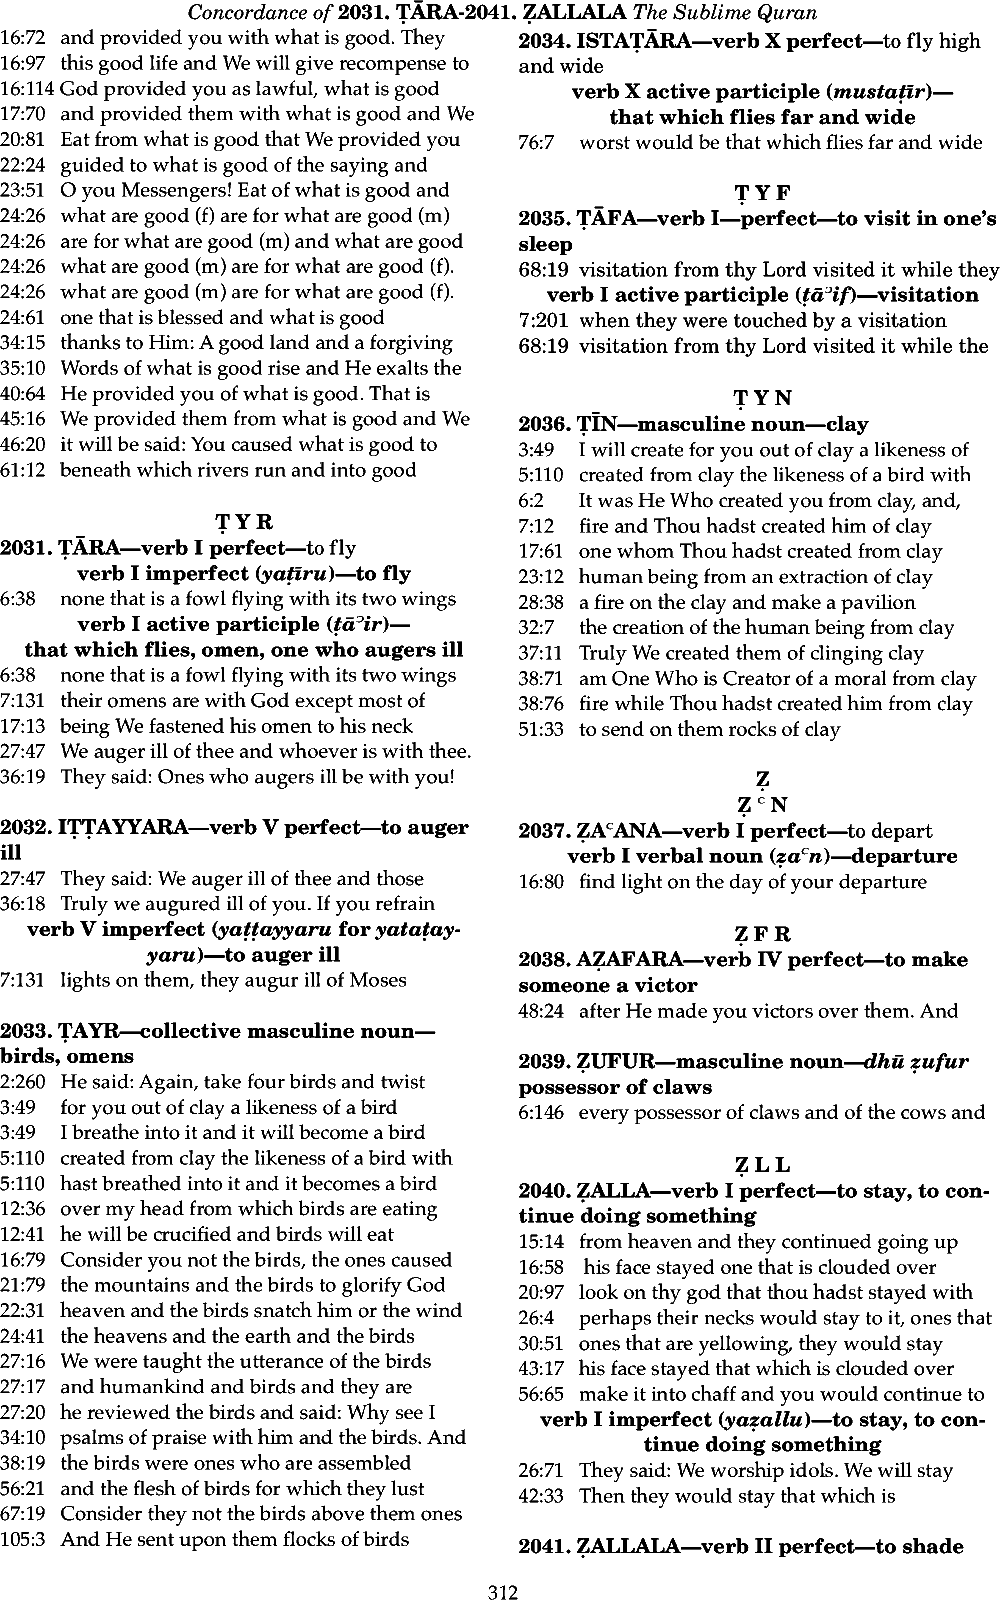 Concordance of 2031. ṬĀRA-2041. ẒALLALA The Sublime Quran
16:72 and provided you with what is good. They
16:97 this good life and We will give recompense to
16:114 God provided you as lawful, what is good
17:70 and provided them with what is good and We
20:81 Eat from what is good that We provided you
22:24 guided to what is good of the saying and
23:51 O you Messengers! Eat of what is good and
24:26 what are good (f) are for what are good (m)
24:26 are for what are good (m) and what are good
24:26 what are good (m) are for what are good (f).
24:26 what are good (m) are for what are good (f).
24:61 one that is blessed and what is good
34:15 thanks to Him: A good land and a forgiving
35:10 Words of what is good rise and He exalts the
40:64 He provided you of what is good. That is
45:16 We provided them from what is good and We
46:20 it will be said: You caused what is good to
61:12 beneath which rivers run and into good
Ṭ Y R
2031. ṬĀRA—verb I perfect—to fly
verb I imperfect (yaṭīru)—to fly
6:38 none that is a fowl flying with its two wings
verb I active participle (ṭāʾir)—
that which flies, omen, one who augers ill
6:38 none that is a fowl flying with its two wings
7:131 their omens are with God except most of
17:13 being We fastened his omen to his neck
27:47 We auger ill of thee and whoever is with thee.
36:19 They said: Ones who augers ill be with you!
2032. IṬṬAYYARA—verb V perfect—to auger
ill
27:47 They said: We auger ill of thee and those
36:18 Truly we augured ill of you. If you refrain
verb V imperfect (yaṭṭayyaru for yataṭay-
yaru)—to auger ill
7:131 lights on them, they augur ill of Moses
2033. ṬAYR—collective masculine noun—
birds, omens
2:260 He said: Again, take four birds and twist
3:49 for you out of clay a likeness of a bird
3:49 I breathe into it and it will become a bird
5:110 created from clay the likeness of a bird with
5:110 hast breathed into it and it becomes a bird
12:36 over my head from which birds are eating
12:41 he will be crucified and birds will eat
16:79 Consider you not the birds, the ones caused
21:79 the mountains and the birds to glorify God
22:31 heaven and the birds snatch him or the wind
24:41 the heavens and the earth and the birds
27:16 We were taught the utterance of the birds
27:17 and humankind and birds and they are
27:20 he reviewed the birds and said: Why see I
34:10 psalms of praise with him and the birds. And
38:19 the birds were ones who are assembled
56:21 and the flesh of birds for which they lust
67:19 Consider they not the birds above them ones
105:3 And He sent upon them flocks of birds
2034. ISTAṬĀRA—verb X perfect—to fly high
and wide
verb X active participle (mustaṭīr)—
that which flies far and wide
76:7 worst would be that which flies far and wide
Ṭ Y F
2035. ṬĀFA—verb I—perfect—to visit in one's
sleep
68:19 visitation from thy Lord visited it while they
verb I active participle (ṭāʾif)—visitation
7:201 when they were touched by a visitation
68:19 visitation from thy Lord visited it while the
Ṭ Y N
2036. ṬĪN—masculine noun—clay
3:49 I will create for you out of clay a likeness of
5:110 created from clay the likeness of a bird with
6:2 It was He Who created you from clay, and,
7:12 fire and Thou hadst created him of clay
17:61 one whom Thou hadst created from clay
23:12 human being from an extraction of clay
28:38 a fire on the clay and make a pavilion
32:7 the creation of the human being from clay
37:11 Truly We created them of clinging clay
38:71 am One Who is Creator of a moral from clay
38:76 fire while Thou hadst created him from clay
51:33 to send on them rocks of clay
Ẓ
Ẓ ʿ N
2037. ẒAʿANA—verb I perfect—to depart
verb I verbal noun (ẓaʿn)—departure
16:80 find light on the day of your departure
Ẓ F R
2038. AẒAFARA—verb IV perfect—to make
someone a victor
48:24 after He made you victors over them. And
2039. ẒUFUR—masculine noun—dhū ẓufur
possessor of claws
6:146 every possessor of claws and of the cows and
Ẓ L L
2040. ẒALLA—verb I perfect—to stay, to con-
tinue doing something
15:14 from heaven and they continued going up
16:58 his face stayed one that is clouded over
20:97 look on thy god that thou hadst stayed with
26:4 perhaps their necks would stay to it, ones that
30:51 ones that are yellowing, they would stay
43:17 his face stayed that which is clouded over
56:65 make it into chaff and you would continue to
verb I imperfect (yaẓallu)—to stay, to con-
tinue doing something
26:71 They said: We worship idols. We will stay
42:33 Then they would stay that which is
2041. ẒALLALA—verb II perfect—to shade
312